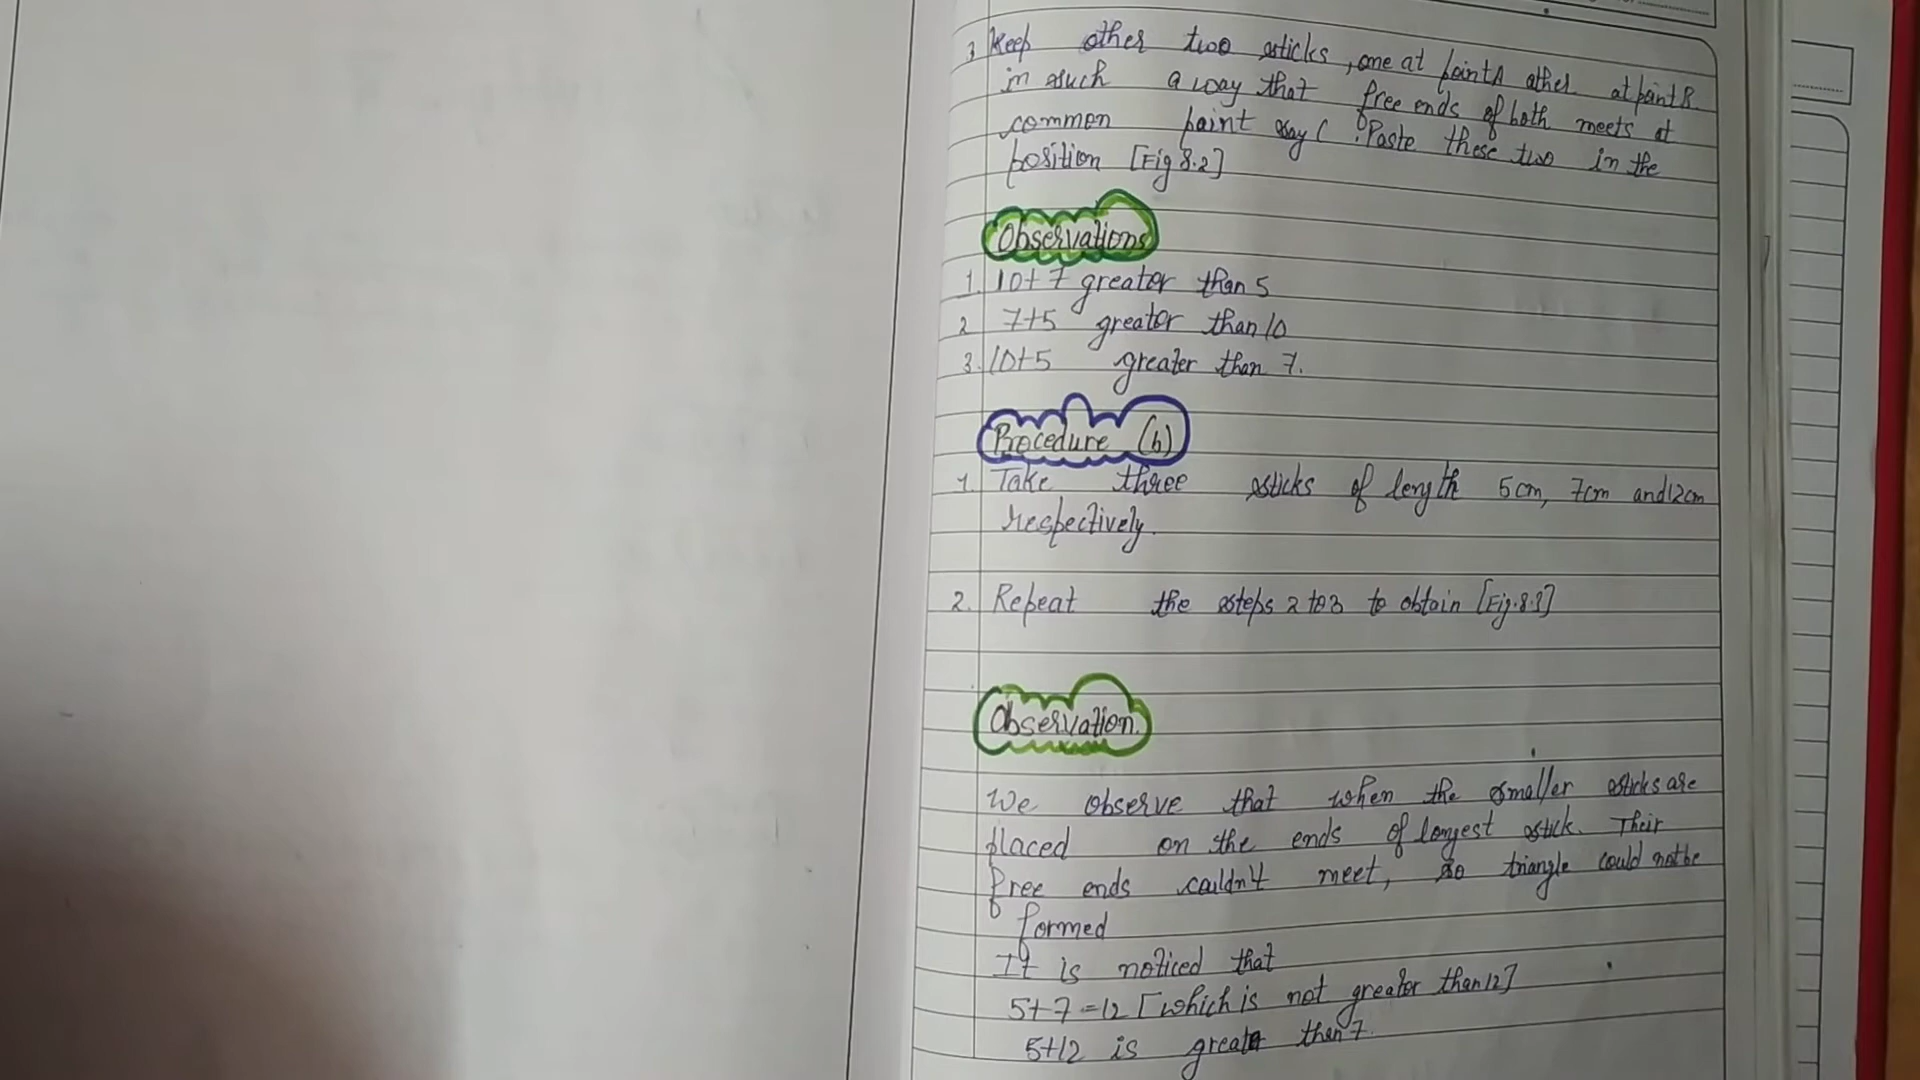 3 Keep other two sticks, one at point A other at point B.
in such a way that free ends of both meets at
common point say C. Paste these two in the
position [Fig 8.2]
Observations
1. 10+7 greater than 5
2 7+5 greater than 10
3. 10+5 greater than 7.
Procedure (b)
1. Take three sticks of length 5cm, 7cm and 12cm
respectively.
2. Repeat the steps 2 to 3 to obtain [Fig. 8.3]
Observation.
We observe that when the smaller sticks are
placed on the ends of longest stick. Their
free ends couldn't meet, so triangle could not be
formed
It is noticed that
5+7=12 [which is not greater than 12]
5+12 is greater than 7.